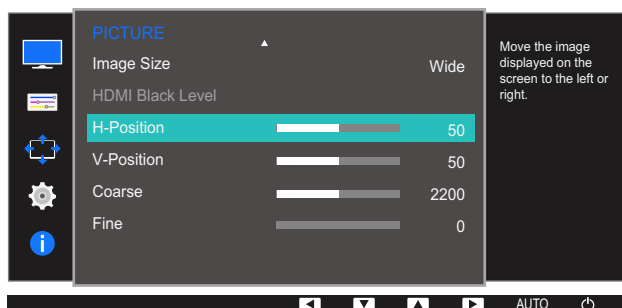 PICTURE
Image Size Wide
HDMI Black Level
H-Position 50
V-Position 50
Coarse 2200
Fine 0
Move the image
displayed on the
screen to the left or
right.
AUTO